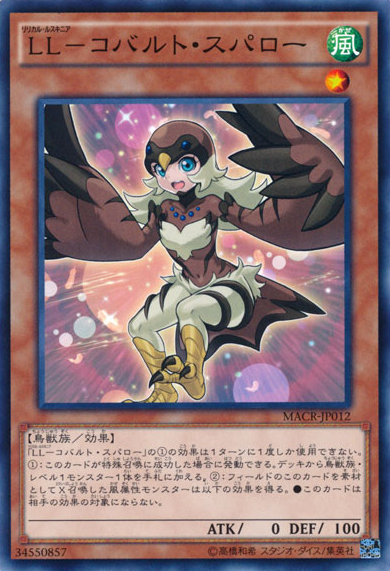 リリカル・ルスキニア
LL－コバルト・スパロー
風
MACR-JP012
【鳥獣族／効果】
「LL－コバルト・スパロー」の①の効果は１ターンに１度しか使用できない。
①：このカードが特殊召喚に成功した場合に発動できる。デッキから鳥獣族・
レベル１モンスター１体を手札に加える。②：フィールドのこのカードを素材
としてＸ召喚した風属性モンスターは以下の効果を得る。●このカードは
相手の効果の対象にならない。
ATK/ 0 DEF/ 100
34550857
©高橋和希 スタジオ・ダイス/集英社